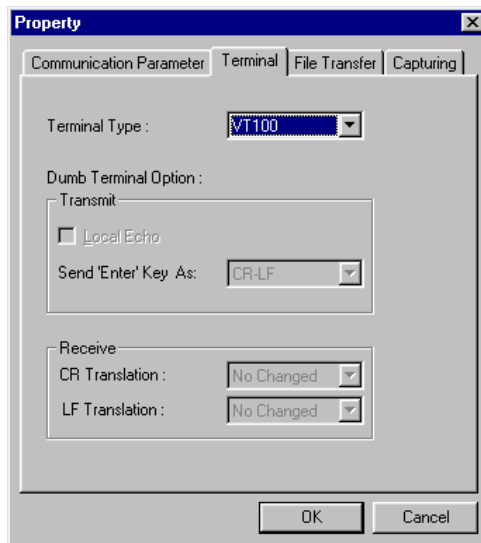 Property
Communication Parameter Terminal File Transfer Capturing
Terminal Type : VT100
Dumb Terminal Option :
Transmit
Local Echo
Send 'Enter' Key As: CR-LF
Receive
CR Translation : No Changed
LF Translation : No Changed
OK Cancel